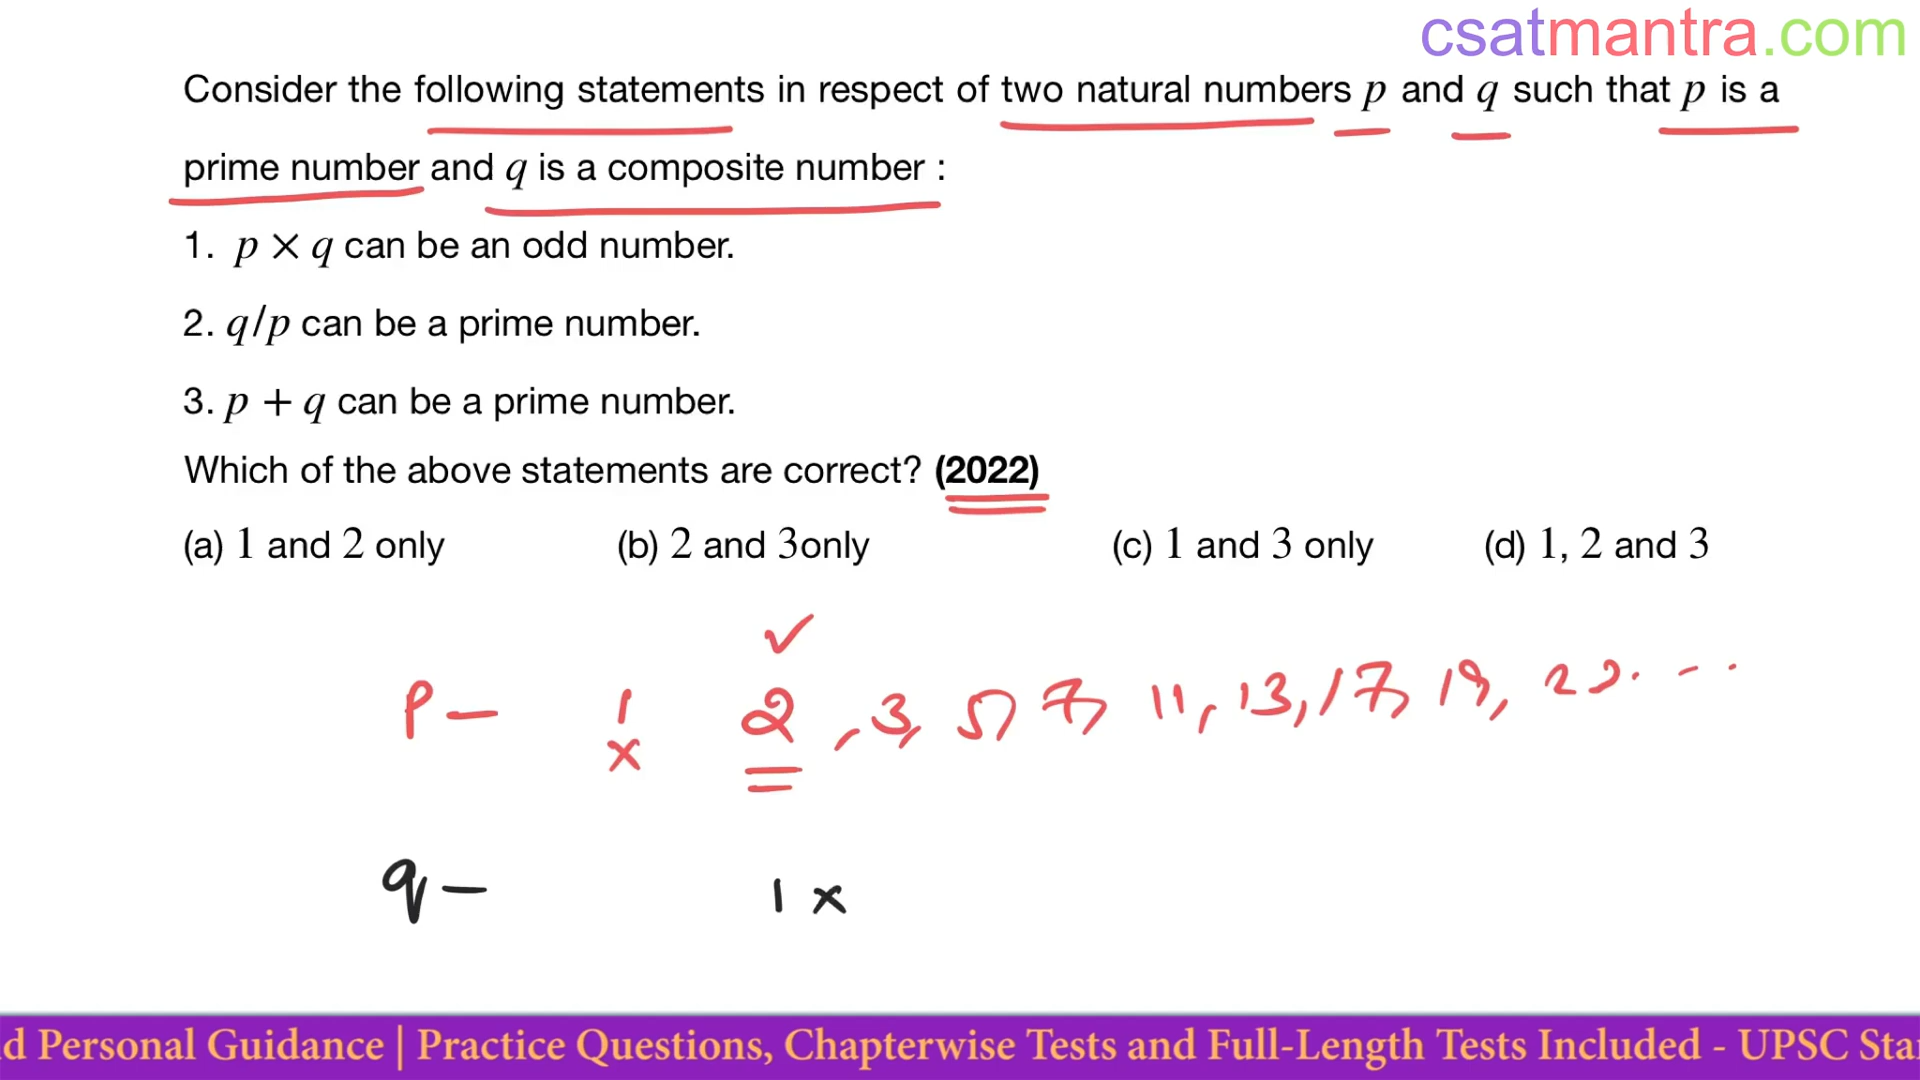 csatmantra.com
Consider the following statements in respect of two natural numbers p and q such that p is a
prime number and q is a composite number :
1. p × q can be an odd number.
2. q/p can be a prime number.
3. p + q can be a prime number.
Which of the above statements are correct? (2022)
(a) 1 and 2 only (b) 2 and 3only (c) 1 and 3 only (d) 1, 2 and 3
P – 1 2 , 3, 5, 7, 11, 13, 17, 19,
x
q – 1 x
d Personal Guidance | Practice Questions, Chapterwise Tests and Full-Length Tests Included - UPSC Sta